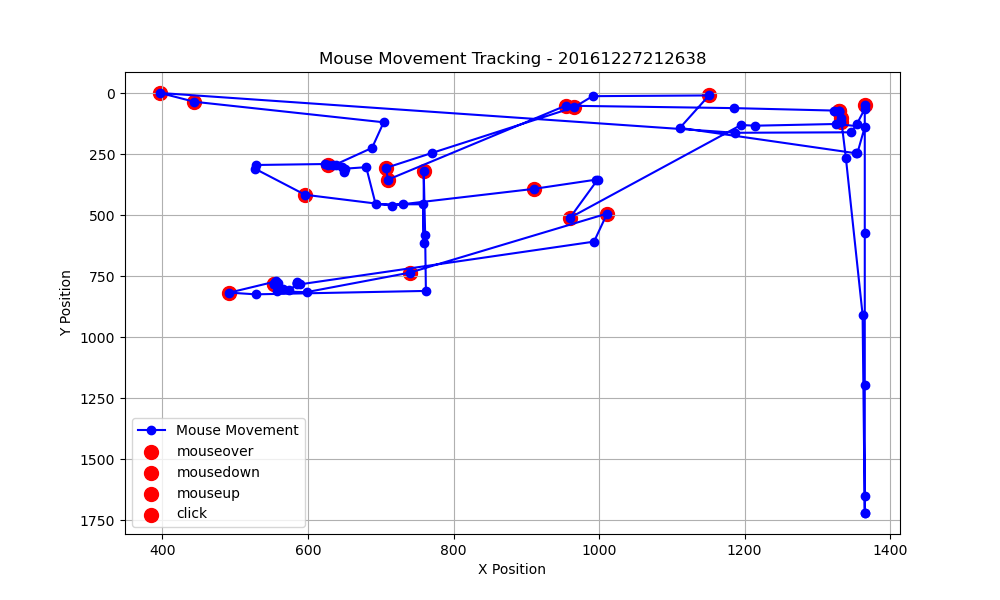 Mouse Movement Tracking - 20161227212638
0
250
500
750
1000
1250
1500
1750
Y Position
Mouse Movement
mouseover
mousedown
mouseup
click
400
600
800
1000
1200
1400
X Position